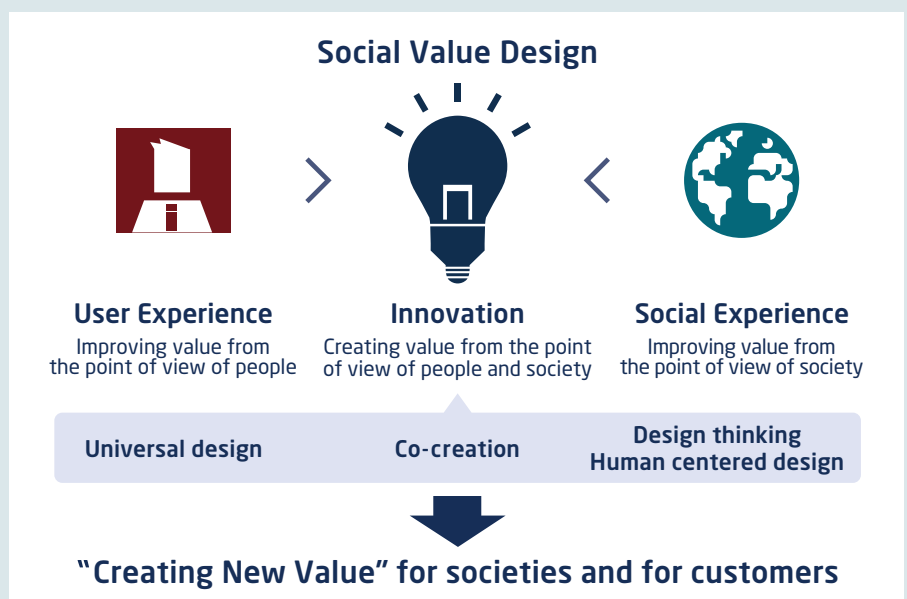 Social Value Design
User Experience
Improving value from
the point of view of people
Innovation
Creating value from the point
of view of people and society
Social Experience
Improving value from
the point of view of society
Universal design
Co-creation
Design thinking
Human centered design
“Creating New Value” for societies and for customers